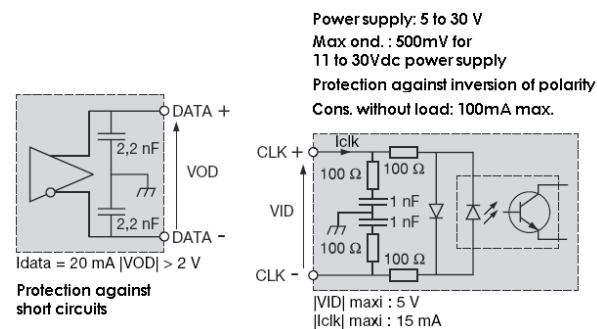 Power supply: 5 to 30 V
Max ond. : 500mV for
11 to 30Vdc power supply
Protection against inversion of polarity
Cons. without load: 100mA max.
DATA +
2,2 nF
VOD
2,2 nF
DATA -
Idata = 20 mA |VOD| > 2 V
Protection against
short circuits
CLK +
Iclk
100 Ω
100 Ω
1 nF
VID
1 nF
100 Ω
100 Ω
CLK -
|VID| maxi : 5 V
|Iclk| maxi : 15 mA